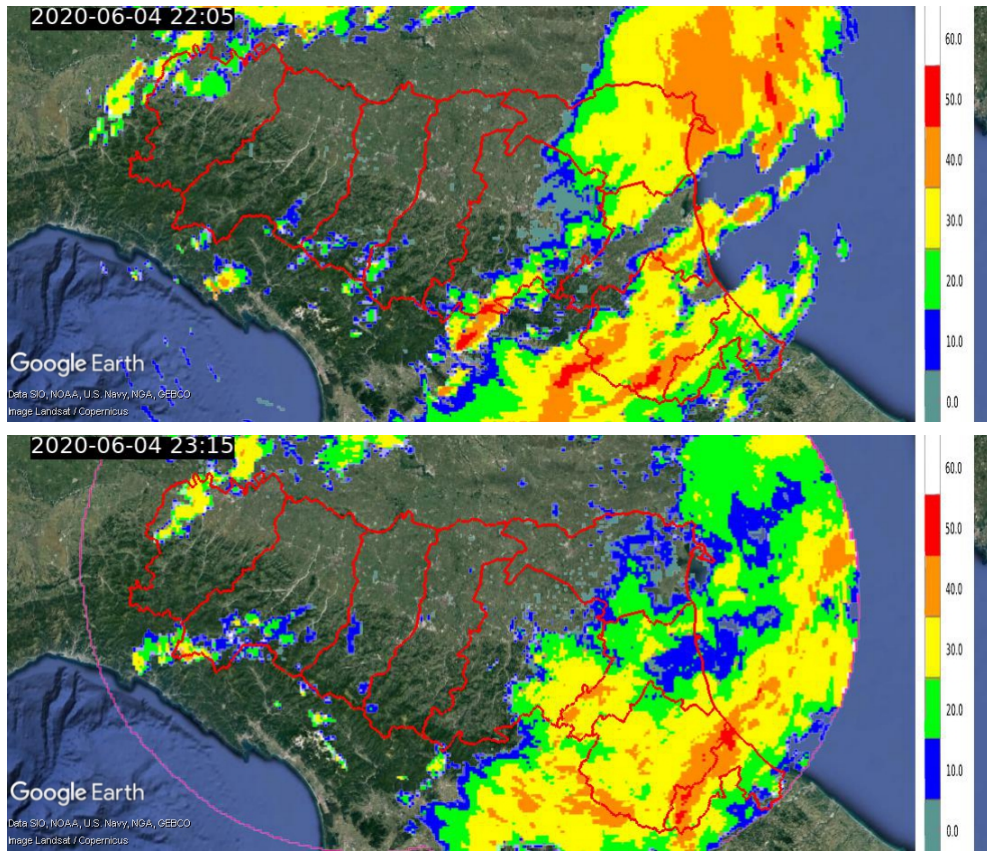 2020-06-04 22:05
60.0
50.0
40.0
30.0
20.0
10.0
0.0
Google Earth
Data SIO, NOAA, U.S. Navy, NGA, GEBCO
Image Landsat / Copernicus
2020-06-04 23:15
60.0
50.0
40.0
30.0
20.0
10.0
0.0
Google Earth
Data SIO, NOAA, U.S. Navy, NGA, GEBCO
Image Landsat / Copernicus